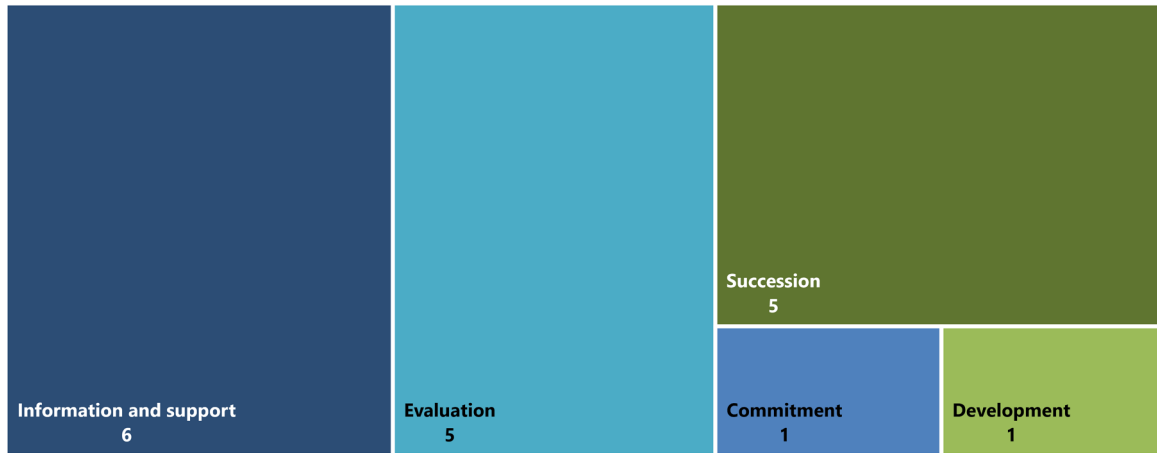 Information and support
6
Evaluation
5
Succession
5
Commitment
1
Development
1